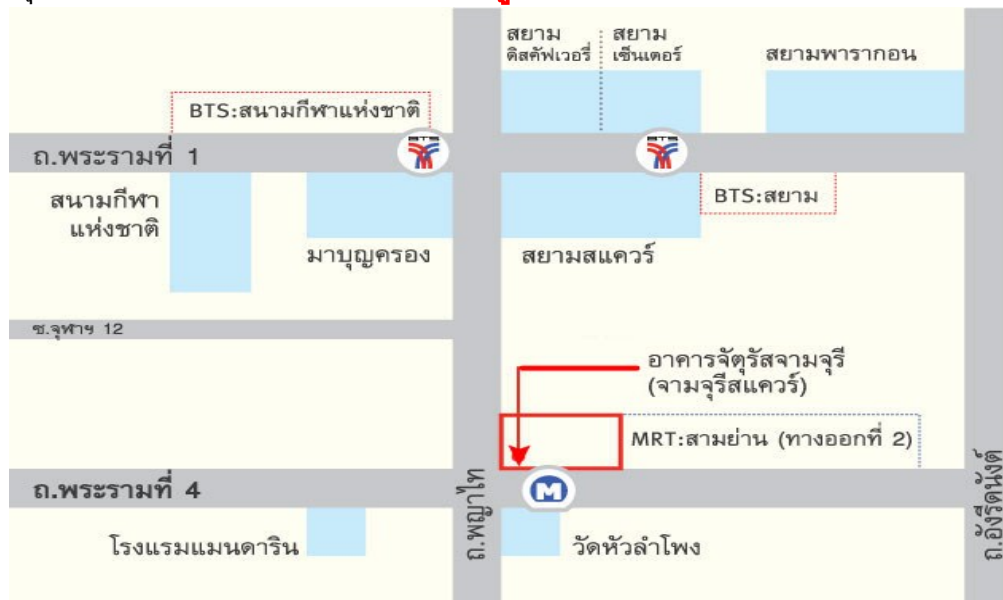 สยาม
ดิสคัฟเวอรี่
สยาม
เซ็นเตอร์
สยามพารากอน
BTS:สนามกีฬาแห่งชาติ
BTS
BTS
ถ.พระรามที่ 1
สนามกีฬา
แห่งชาติ
มาบุญครอง
สยามสแควร์
BTS:สยาม
ซ.จุฬาฯ 12
อาคารจัตุรัสจามจุรี
(จามจุรีสแควร์)
MRT:สามย่าน (ทางออกที่ 2)
ถ.พระรามที่ 4
M
ถ.พญาไท
ถ.อังรีดูนังต์
โรงแรมแมนดาริน
วัดหัวลำโพง